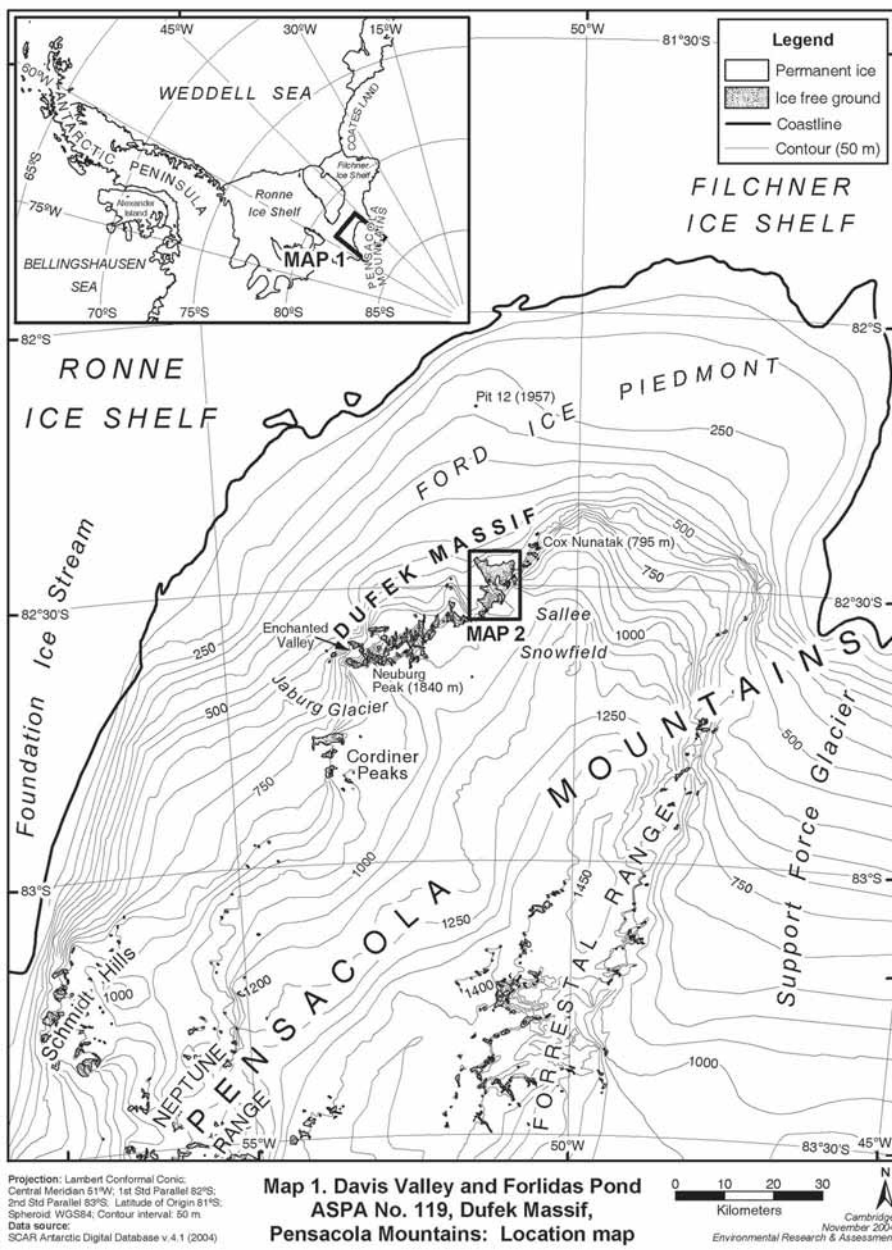 45°W
30°W
15°W
60°W
WEDDELL SEA
COATES LAND
ANTARCTIC PENINSULA
65°S
75°W
Alexander
Island
Filchner
Ice Shelf
Ronne
Ice Shelf
MAP 1
PENSACOLA
MOUNTAINS
BELLINGSHAUSEN
SEA
70°S
75°S
80°S
85°S
50°W
81°30'S
Legend
Permanent ice
Ice free ground
Coastline
Contour (50 m)
FILCHNER
ICE SHELF
82°S
82°S
RONNE
ICE SHELF
Pit 12 (1957)
FORD ICE PIEDMONT
250
DUFEK MASSIF
500
Cox Nunatak (795 m)
750
82°30'S
82°30'S
MAP 2
Sallee
Snowfield
1000
Enchanted
Valley
250
Neuburg
Peak (1840 m)
Jaburg Glacier
500
1250
500
Cordiner
Peaks
Foundation Ice Stream
750
PENSACOLA MOUNTAINS
Support Force Glacier
1000
750
83°S
83°S
1450
1250
FORRESTAL RANGE
1400
1200
Schmidt Hills
1000
1000
NEPTUNE
RANGE
55°W
50°W
45°W
83°30'S
Projection: Lambert Conformal Conic;
Central Meridian 51°W; 1st Std Parallel 82°S;
2nd Std Parallel 83°S; Latitude of Origin 81°S;
Spheroid: WGS84; Contour interval: 50 m.
Data source:
SCAR Antarctic Digital Database v.4.1 (2004)
Map 1. Davis Valley and Forlidas Pond
ASPA No. 119, Dufek Massif,
Pensacola Mountains: Location map
0 10 20 30
Kilometers
N
Cambridge
November 2004
Environmental Research & Assessment